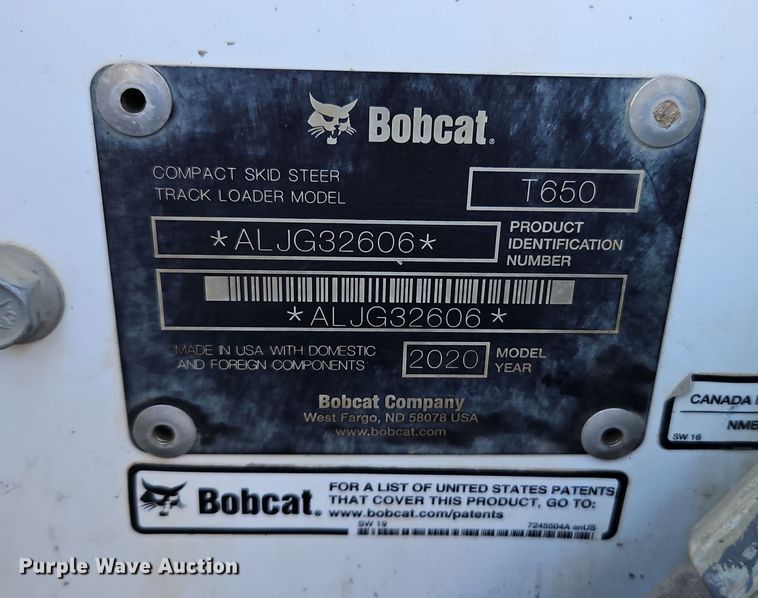 Bobcat®
COMPACT SKID STEER
TRACK LOADER MODEL
T650
*ALJG32606*
PRODUCT
IDENTIFICATION
NUMBER
*ALJG32606*
MADE IN USA WITH DOMESTIC
AND FOREIGN COMPONENTS
2020
MODEL
YEAR
Bobcat Company
West Fargo, ND 58078 USA
www.bobcat.com
CANADA
NMB
SW 16
Bobcat®
FOR A LIST OF UNITED STATES PATENTS
THAT COVER THIS PRODUCT, GO TO:
www.bobcat.com/patents
SW 19
7245504A enUS
Purple Wave Auction